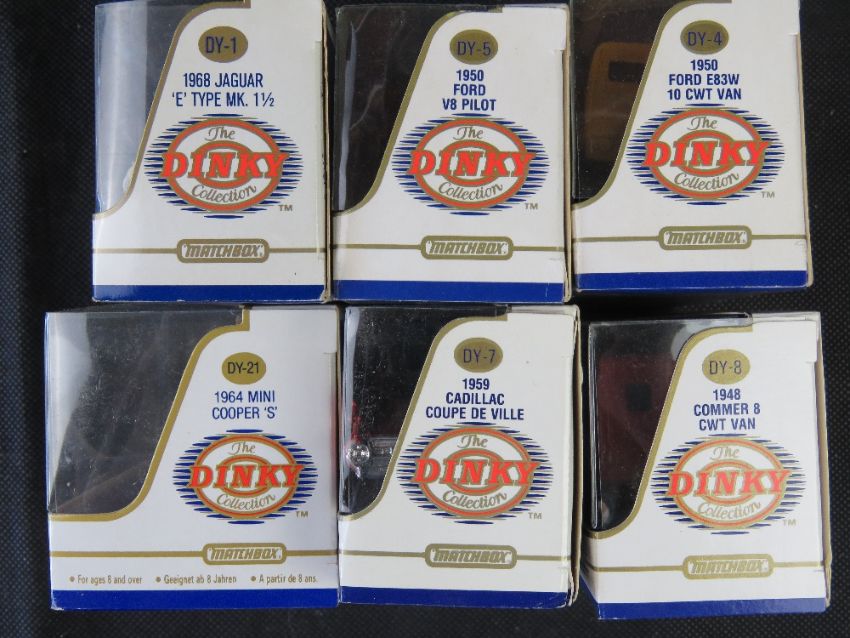 DY-1
1968 JAGUAR
'E' TYPE MK. 1½
The
DINKY
Collection
TM
MATCHBOX
DY-5
1950
FORD
V8 PILOT
The
DINKY
Collection
TM
MATCHBOX
DY-4
1950
FORD E83W
10 CWT VAN
The
DINKY
Collection
TM
MATCHBOX
DY-21
1964 MINI
COOPER 'S'
The
DINKY
Collection
TM
MATCHBOX
• For ages 8 and over • Geeignet ab 8 Jahren • A partir de 8 ans.
DY-7
1959
CADILLAC
COUPE DE VILLE
The
DINKY
Collection
TM
MATCHBOX
DY-8
1948
COMMER 8
CWT VAN
The
DINKY
Collection
TM
MATCHBOX